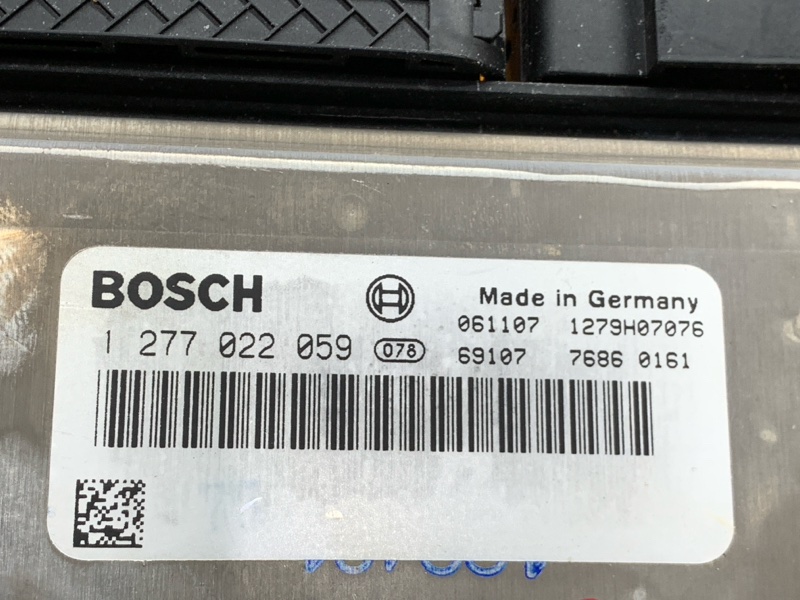 BOSCH
Made in Germany
061107 1279H07076
1 277 022 059 078
69107 7686 0161